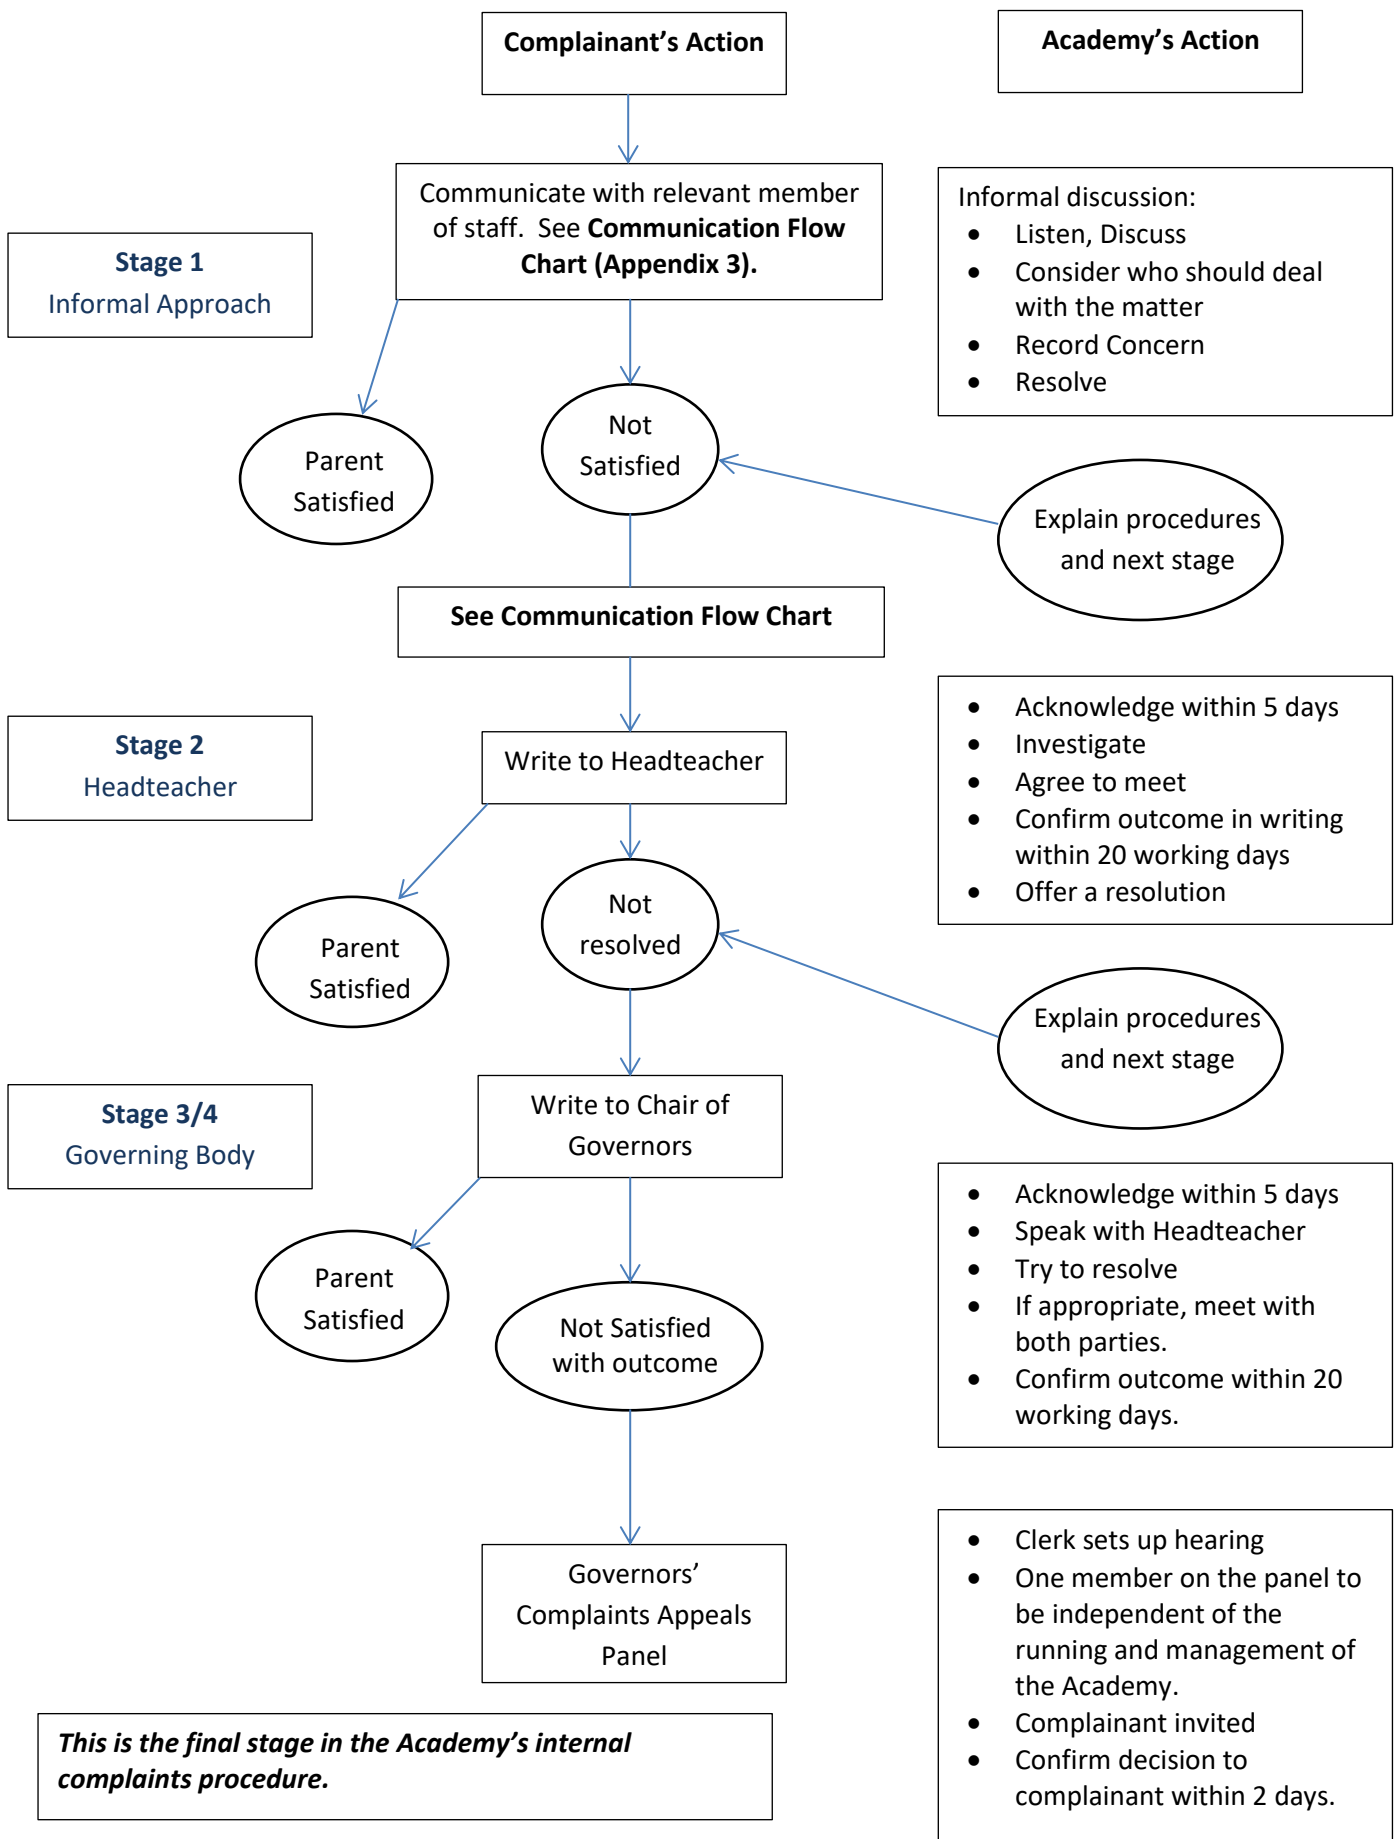 Complainant’s Action
Academy’s Action
Communicate with relevant member
of staff.  See Communication Flow
Chart (Appendix 3).
Informal discussion:
• Listen, Discuss
• Consider who should deal
with the matter
• Record Concern
• Resolve
Stage 1
Informal Approach
Parent
Satisfied
Not
Satisfied
Explain procedures
and next stage
See Communication Flow Chart
Stage 2
Headteacher
Write to Headteacher
• Acknowledge within 5 days
• Investigate
• Agree to meet
• Confirm outcome in writing
within 20 working days
• Offer a resolution
Parent
Satisfied
Not
resolved
Explain procedures
and next stage
Stage 3/4
Governing Body
Write to Chair of
Governors
• Acknowledge within 5 days
• Speak with Headteacher
• Try to resolve
• If appropriate, meet with
both parties.
• Confirm outcome within 20
working days.
Parent
Satisfied
Not Satisfied
with outcome
Governors’
Complaints Appeals
Panel
• Clerk sets up hearing
• One member on the panel to
be independent of the
running and management of
the Academy.
• Complainant invited
• Confirm decision to
complainant within 2 days.
This is the final stage in the Academy’s internal
complaints procedure.